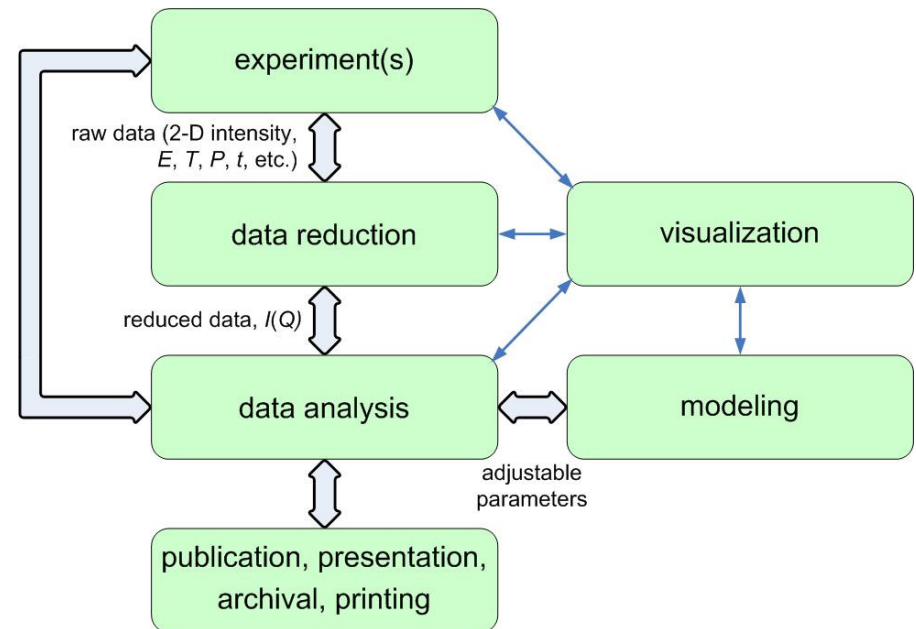 experiment(s)
raw data (2-D intensity,
E, T, P, t, etc.)
data reduction
visualization
reduced data, I(Q)
data analysis
modeling
adjustable
parameters
publication, presentation,
archival, printing